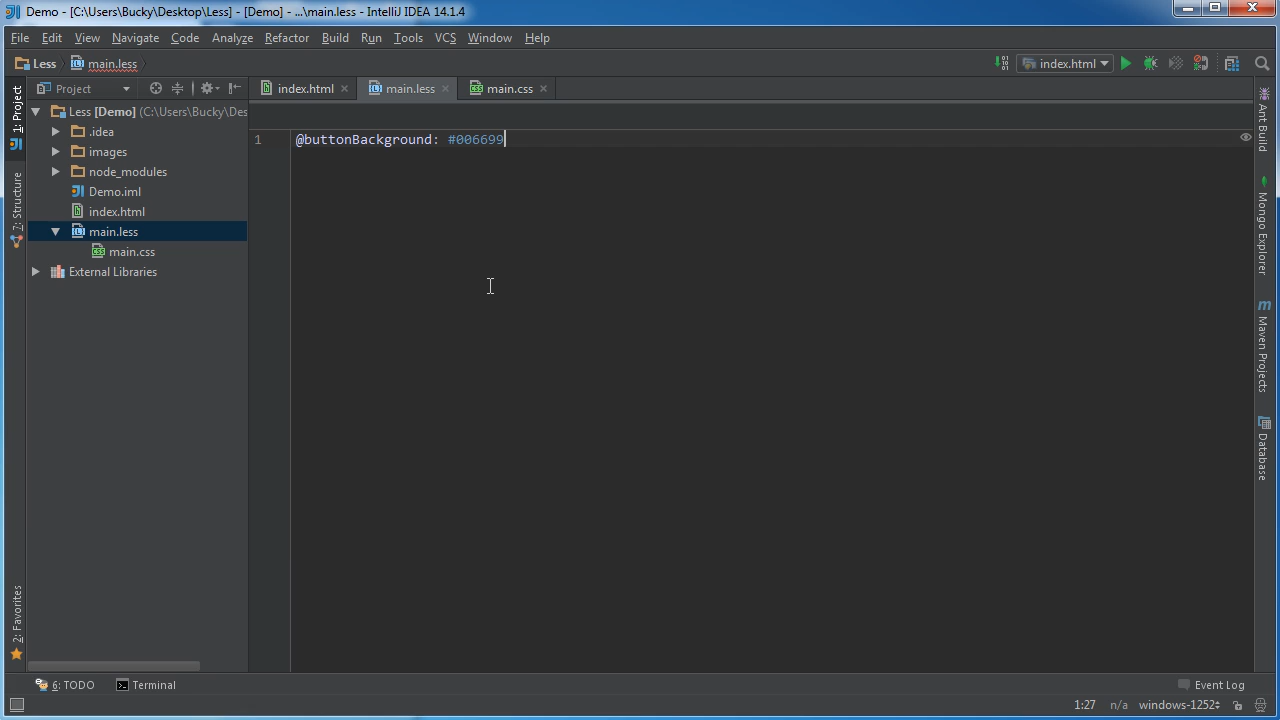 Demo - [C:\Users\Bucky\Desktop\Less] - [Demo] - ...\main.less - IntelliJ IDEA 14.1.4
File Edit View Navigate Code Analyze Refactor Build Run Tools VCS Window Help
Less main.less index.html
1: Project
7: Structure
2: Favorites
Project
index.html main.less main.css
Less [Demo] (C:\Users\Bucky\Des
.idea
images
node_modules
Demo.iml
index.html
main.less
main.css
External Libraries
1 @buttonBackground: #006699
Ant Build
Mongo Explorer
Maven Projects
Database
6: TODO Terminal Event Log
1:27 n/a windows-1252